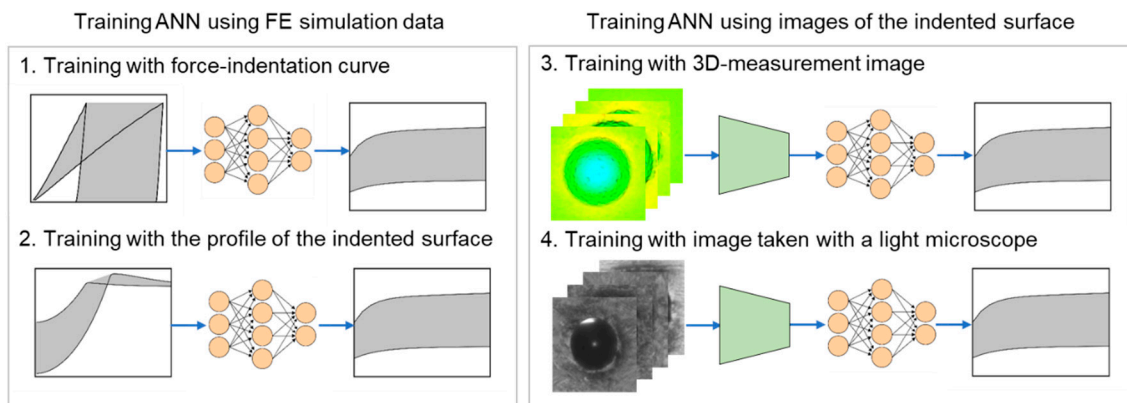 Training ANN using FE simulation data
1. Training with force-indentation curve
2. Training with the profile of the indented surface
Training ANN using images of the indented surface
3. Training with 3D-measurement image
4. Training with image taken with a light microscope